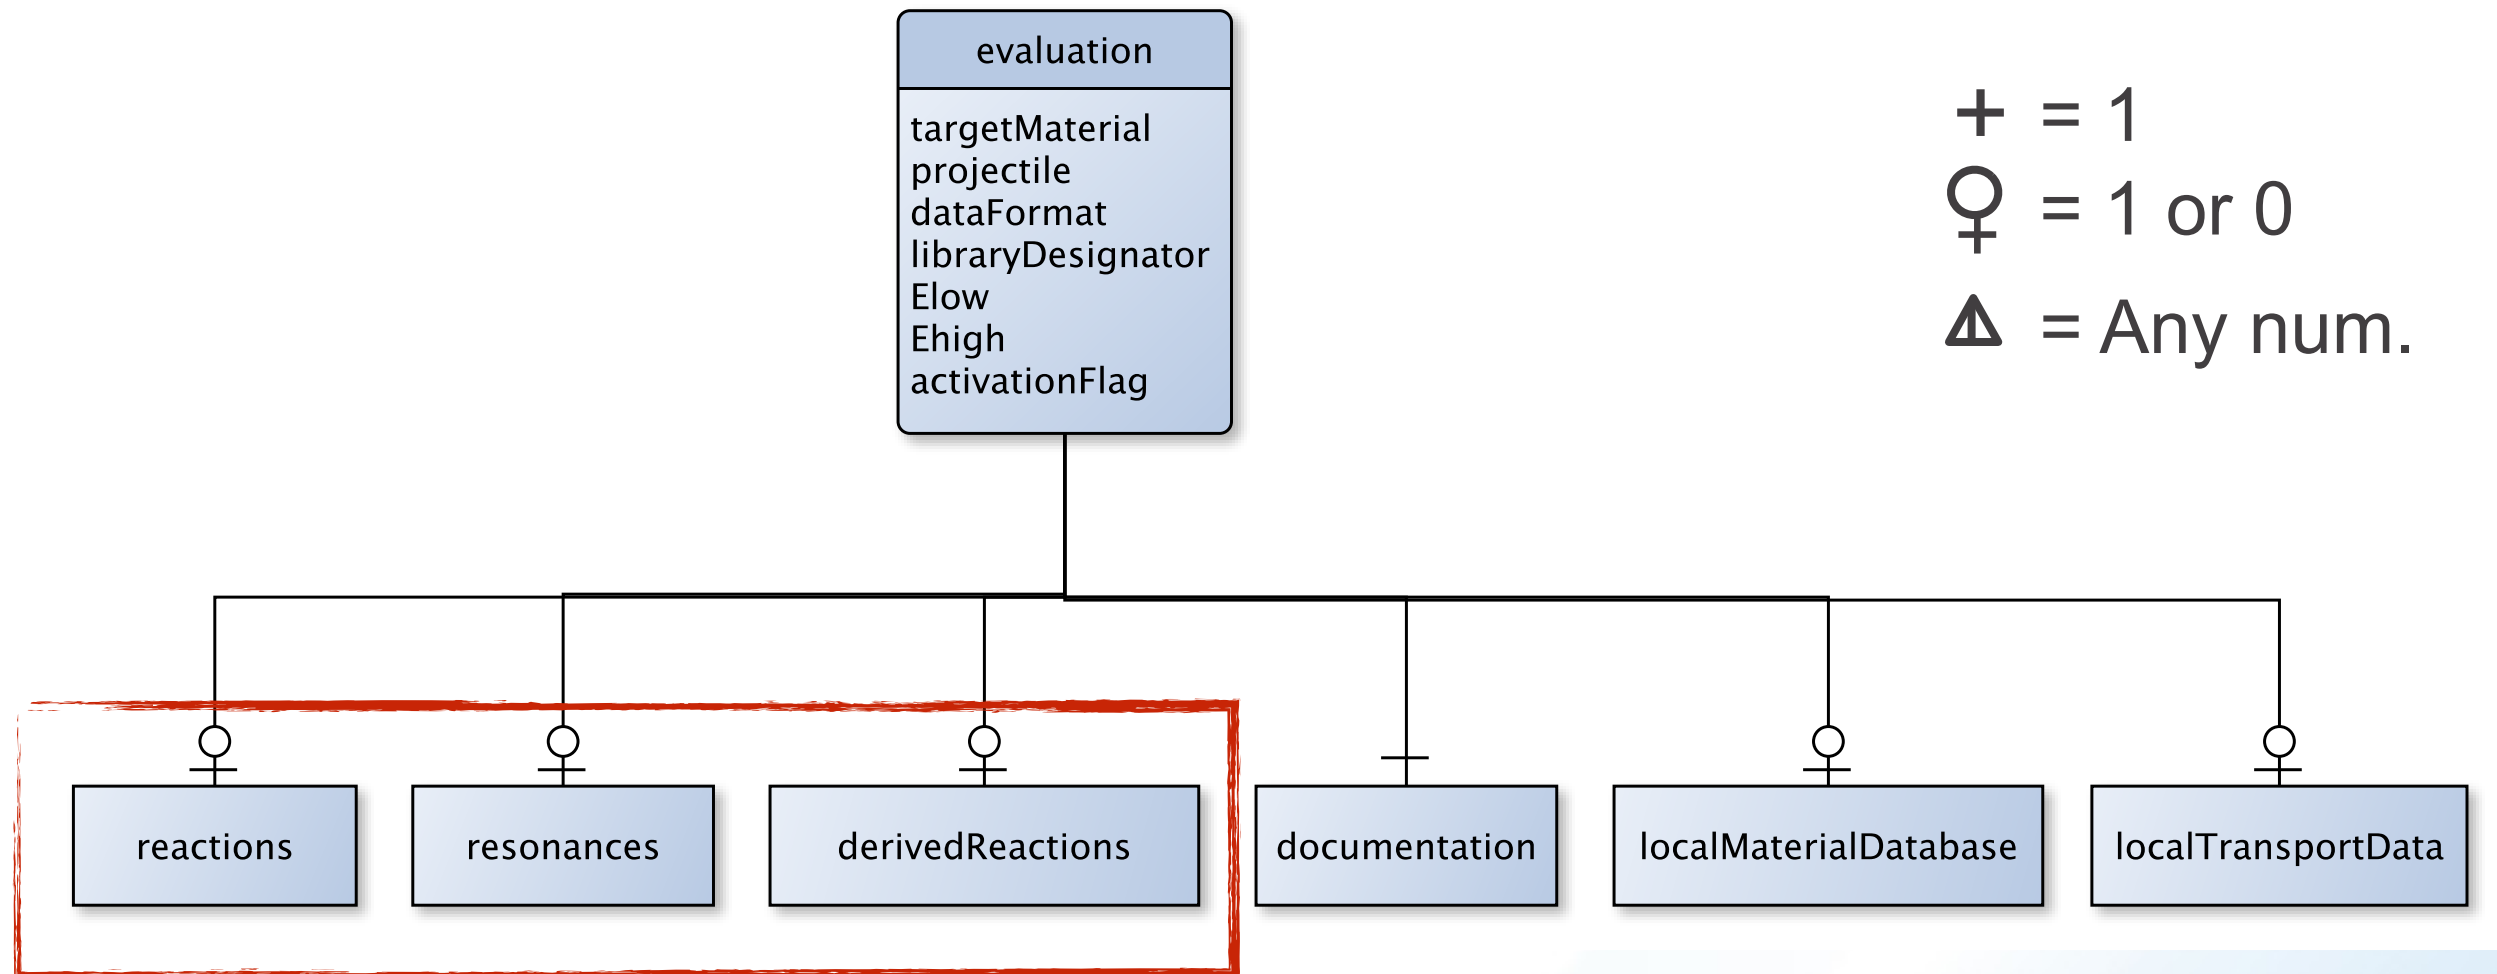 evaluation
targetMaterial
projectile
dataFormat
libraryDesignator
Elow
Ehigh
activationFlag
+ = 1
= 1 or 0
= Any num.
reactions
resonances
derivedReactions
documentation
localMaterialDatabase
localTransportData